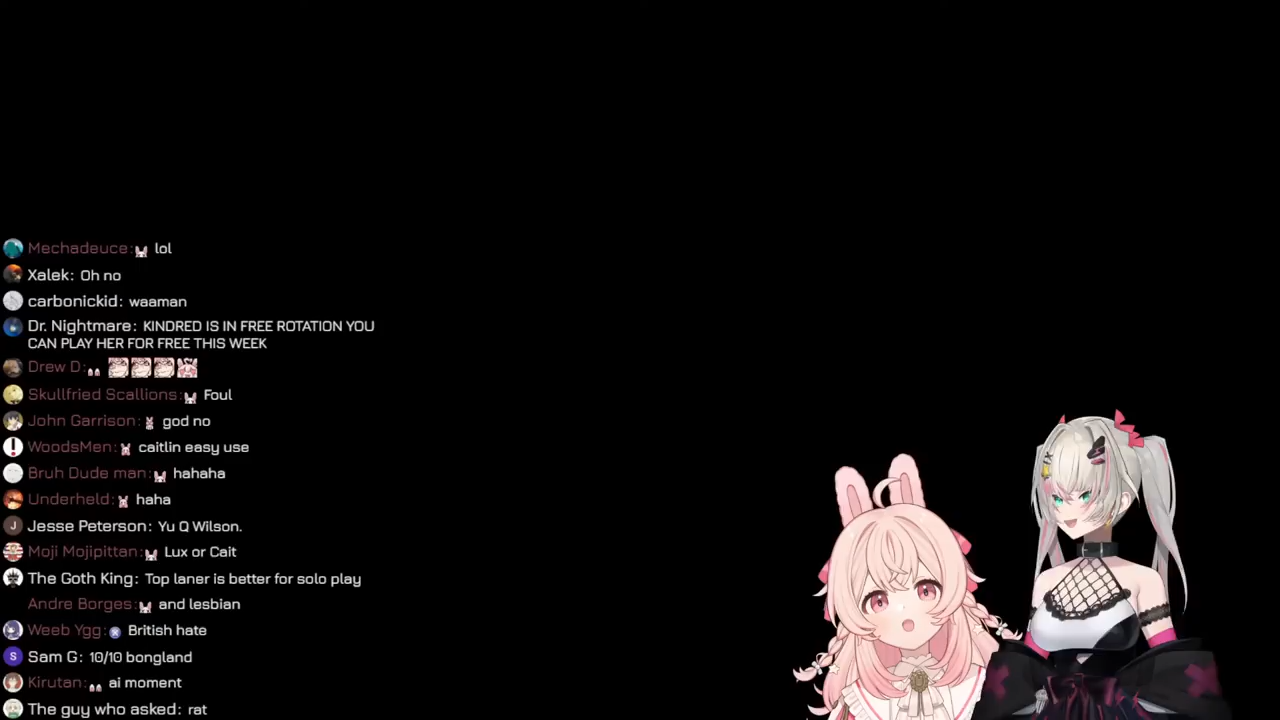 Mechadeuce: lol
Xalek: Oh no
carbonickid: waaman
Dr. Nightmare: KINDRED IS IN FREE ROTATION YOU
CAN PLAY HER FOR FREE THIS WEEK
Drew D:
Skullfried Scallions: Foul
John Garrison: god no
WoodsMen: caitlin easy use
Bruh Dude man: hahaha
Underheld: haha
J Jesse Peterson: Yu Q Wilson.
Moji Mojipittan: Lux or Cait
The Goth King: Top laner is better for solo play
Andre Borges: and lesbian
Weeb Ygg: British hate
S Sam G: 10/10 bongland
Kirutan: ai moment
The guy who asked: rat